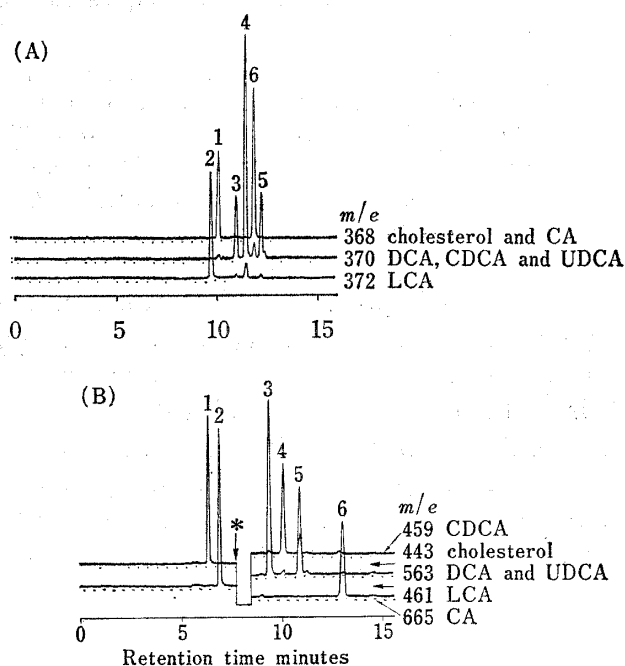 (A)
4
6
1
2
3
5
m/e
368 cholesterol and CA
370 DCA, CDCA and UDCA
372 LCA
0 5 10 15
(B)
1
2
3
4
5
6
*
m/e
459 CDCA
443 cholesterol
563 DCA and UDCA
461 LCA
665 CA
0 5 10 15
Retention time minutes